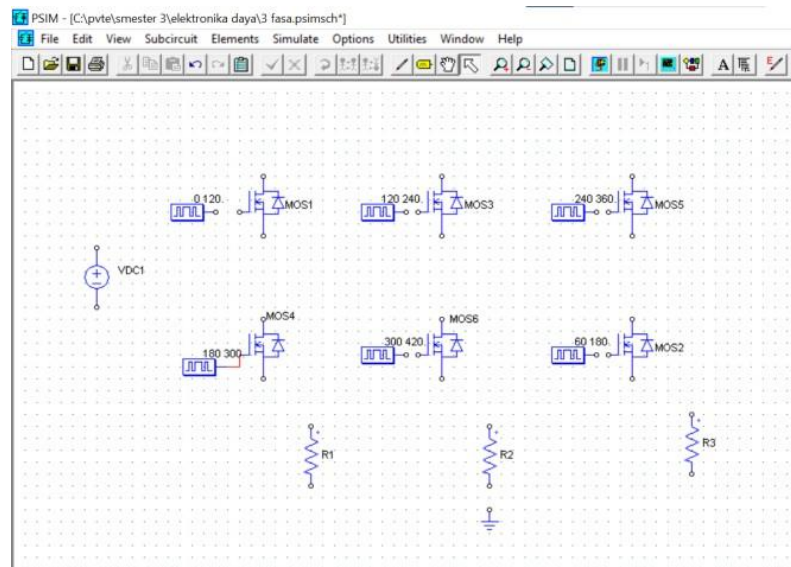 PSIM - [C:\pvte\smester 3\elektronika daya\3 fasa.psimsch*]
File Edit View Subcircuit Elements Simulate Options Utilities Window Help
0 120.
MOS1
120 240.
MOS3
240 360.
MOS5
VDC1
MOS4
180 300.
MOS6
300 420.
60 180.
MOS2
R1
R2
R3